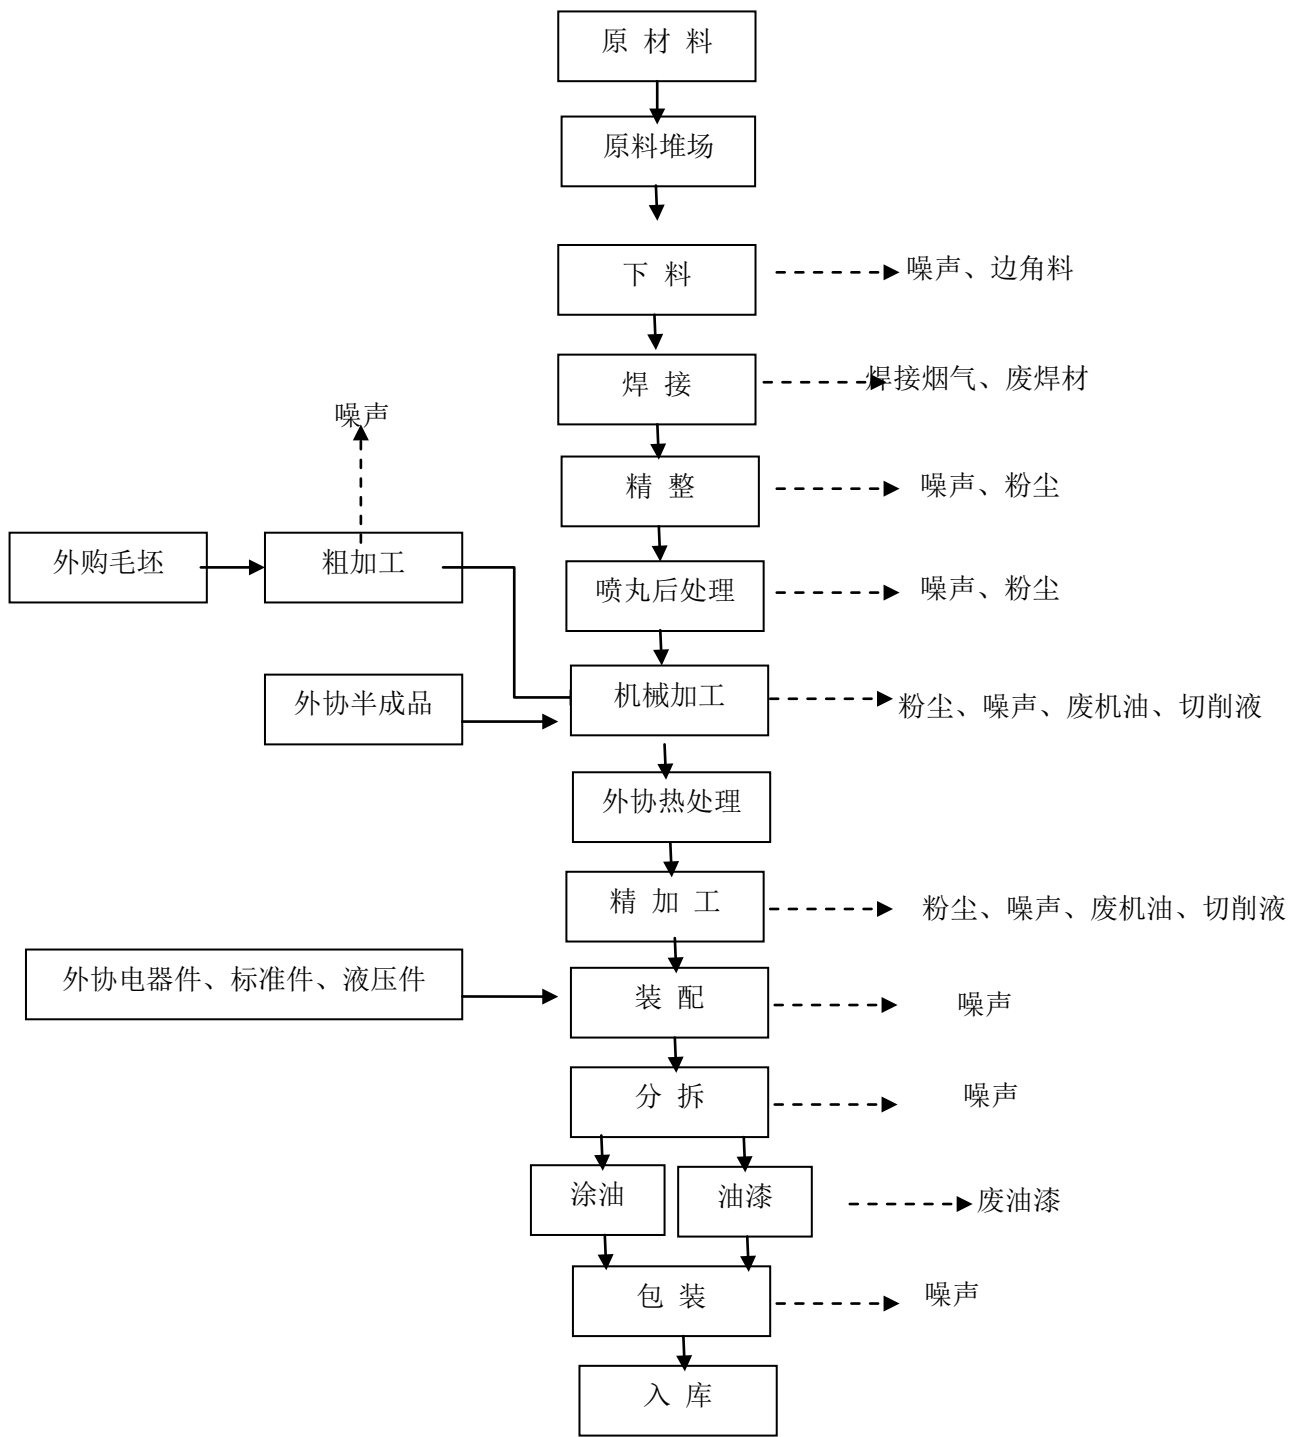 原 材 料
原料堆场
下 料
噪声、边角料
焊 接
焊接烟气、废焊材
噪声
精 整
噪声、粉尘
外购毛坯
粗加工
喷丸后处理
噪声、粉尘
外协半成品
机械加工
粉尘、噪声、废机油、切削液
外协热处理
精 加 工
粉尘、噪声、废机油、切削液
外协电器件、标准件、液压件
装 配
噪声
分 拆
噪声
涂油
油漆
废油漆
包 装
噪声
入 库